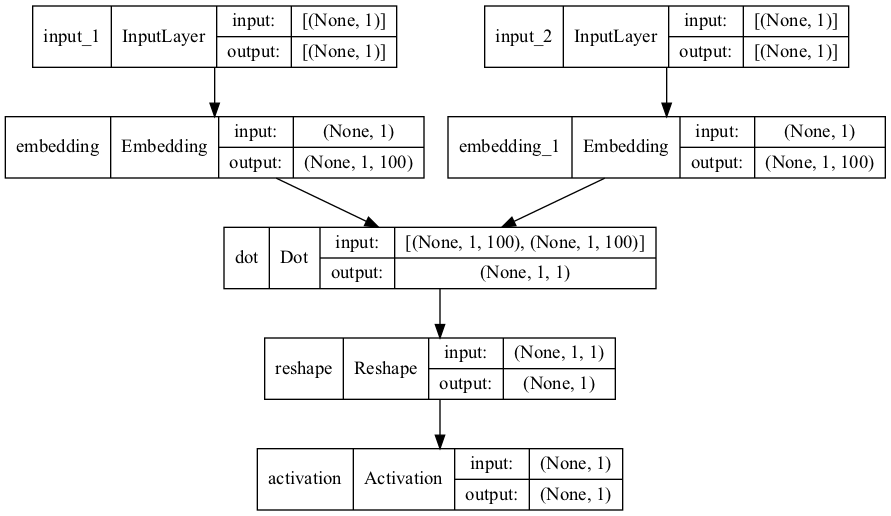 input_1 InputLayer input: [(None, 1)]
output: [(None, 1)]
input_2 InputLayer input: [(None, 1)]
output: [(None, 1)]
embedding Embedding input: (None, 1)
output: (None, 1, 100)
embedding_1 Embedding input: (None, 1)
output: (None, 1, 100)
dot Dot input: [(None, 1, 100), (None, 1, 100)]
output: (None, 1, 1)
reshape Reshape input: (None, 1, 1)
output: (None, 1)
activation Activation input: (None, 1)
output: (None, 1)